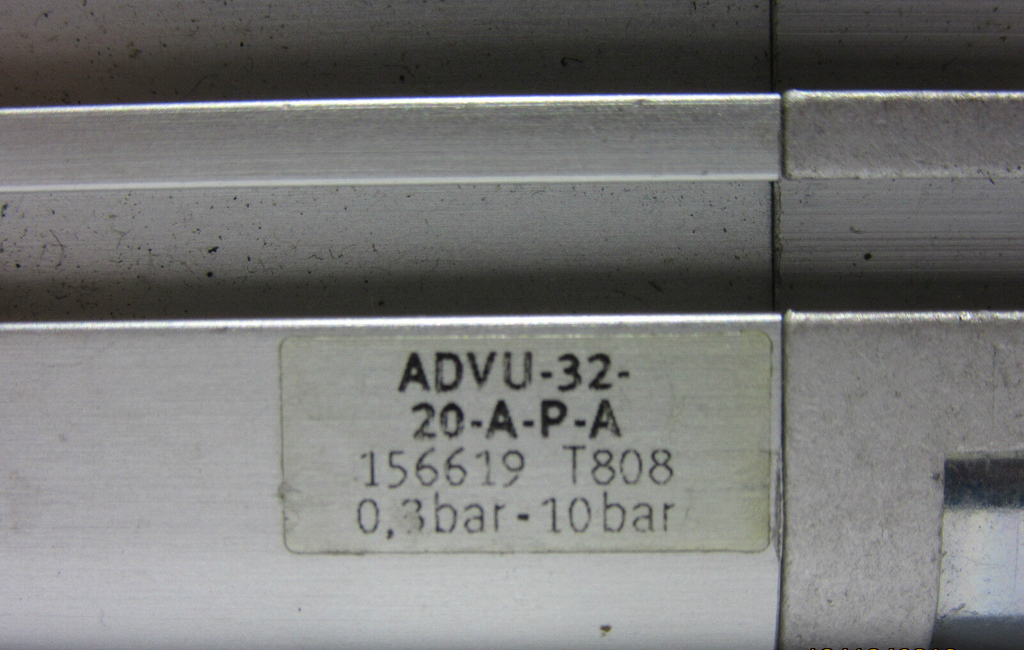 ADVU-32-
20-A-P-A
156619 T808
0,3bar-10bar